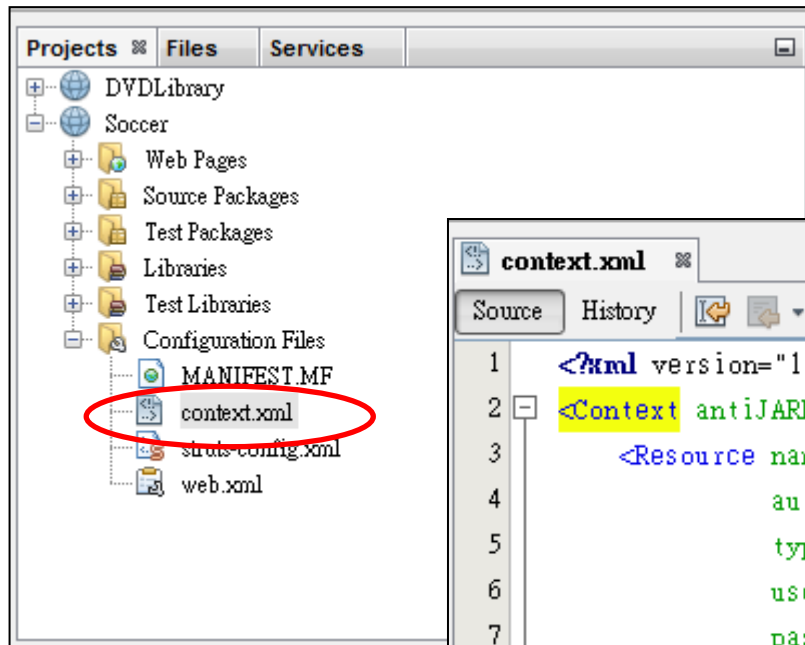 Projects Files Services
DVDLibrary
Soccer
Web Pages
Source Packages
Test Packages
Libraries
Test Libraries
Configuration Files
MANIFEST.MF
context.xml
struts-config.xml
web.xml
context.xml
Source History
1 <?xml version="1
2 <Context antiJAR
3 <Resource nar
4 au
5 typ
6 use
7 pas